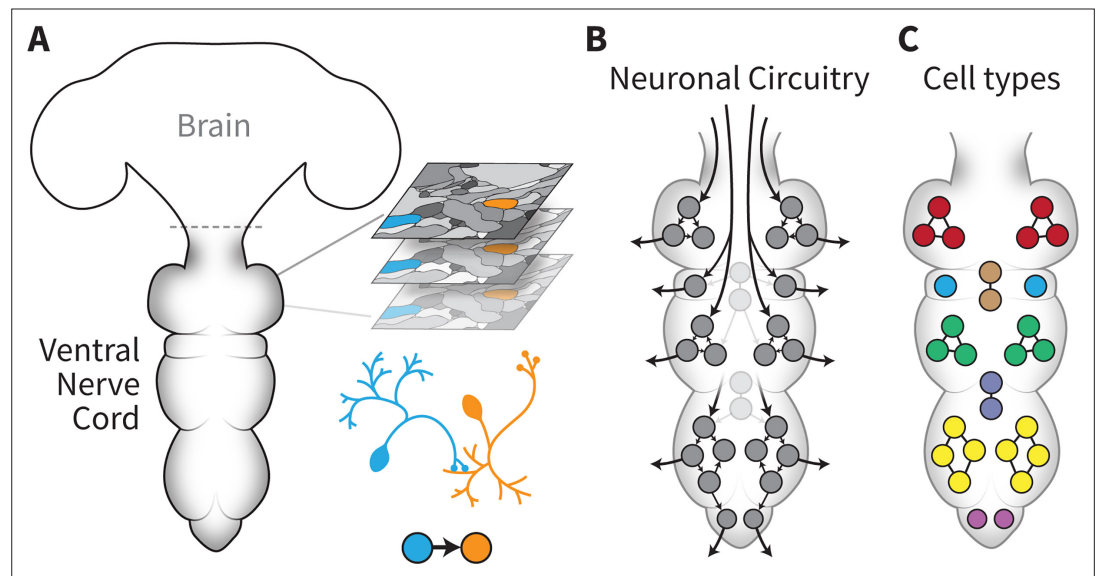 A
Brain
Ventral
Nerve
Cord
B
Neuronal Circuitry
C
Cell types